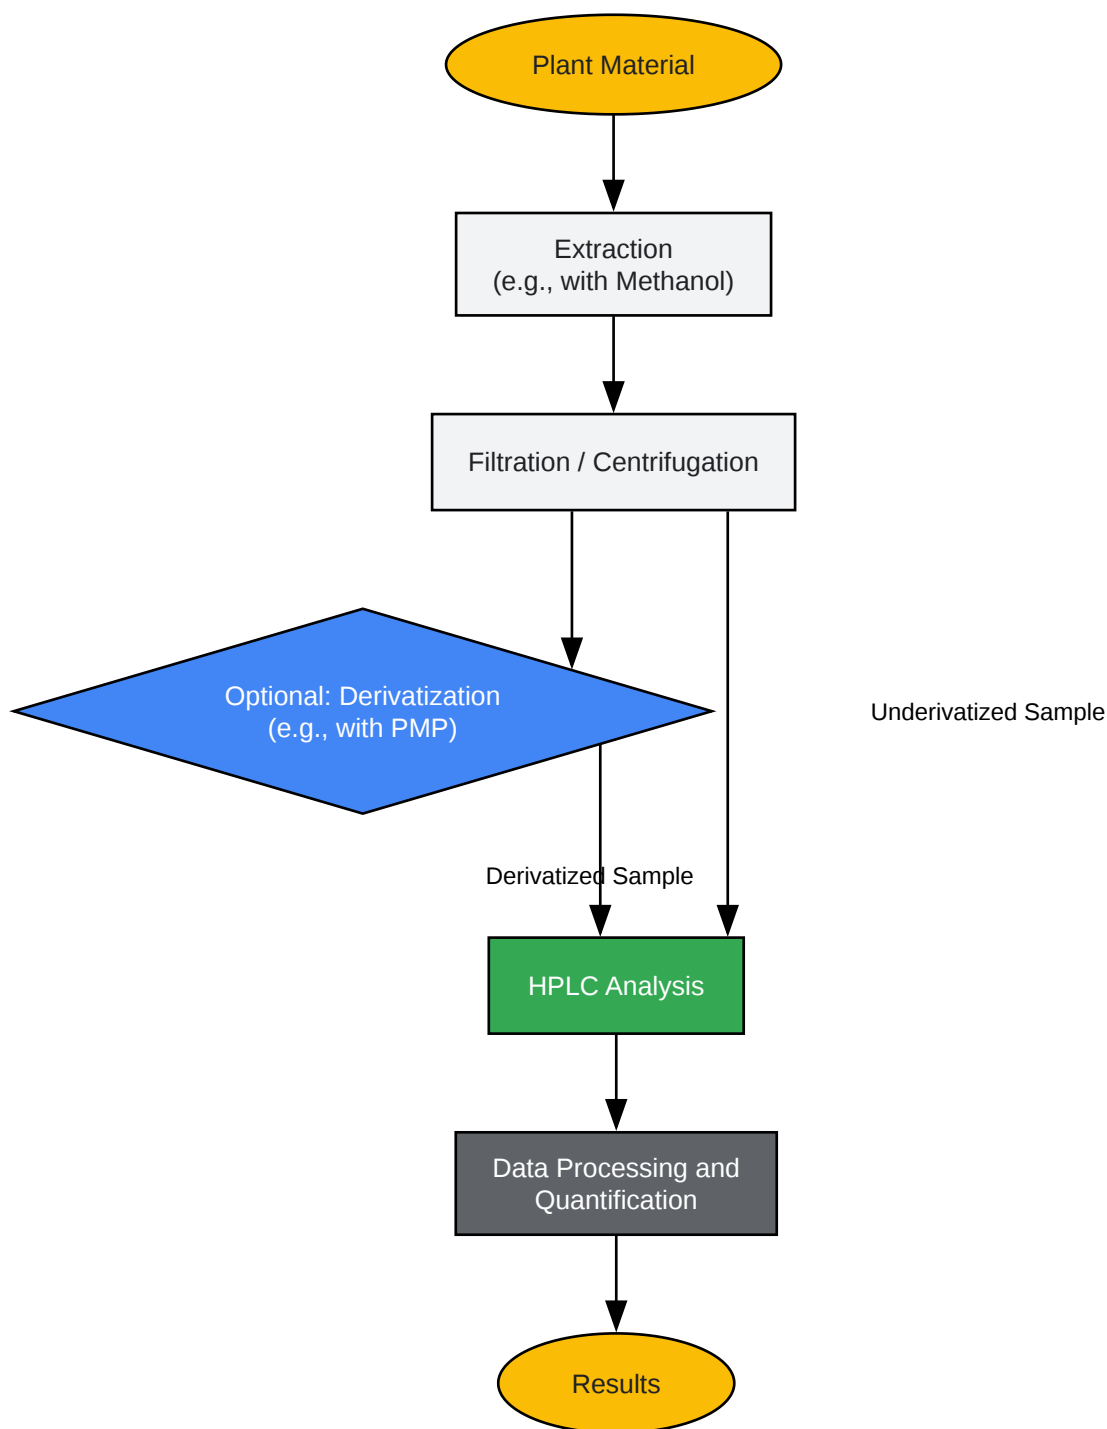 Plant Material
Extraction
(e.g., with Methanol)
Filtration / Centrifugation
Optional: Derivatization
(e.g., with PMP)
Underivatized Sample
Derivatized Sample
HPLC Analysis
Data Processing and
Quantification
Results